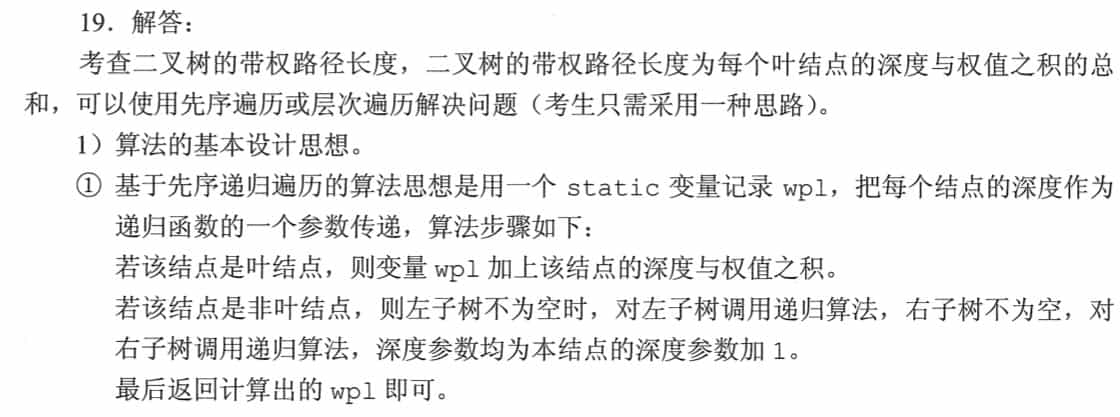 19．解答：
考查二叉树的带权路径长度，二叉树的带权路径长度为每个叶结点的深度与权值之积的总
和，可以使用先序遍历或层次遍历解决问题（考生只需采用一种思路）。
1）算法的基本设计思想。
① 基于先序递归遍历的算法思想是用一个 static 变量记录 wpl，把每个结点的深度作为
递归函数的一个参数传递，算法步骤如下：
若该结点是叶结点，则变量 wpl 加上该结点的深度与权值之积。
若该结点是非叶结点，则左子树不为空时，对左子树调用递归算法，右子树不为空，对
右子树调用递归算法，深度参数均为本结点的深度参数加 1。
最后返回计算出的 wpl 即可。